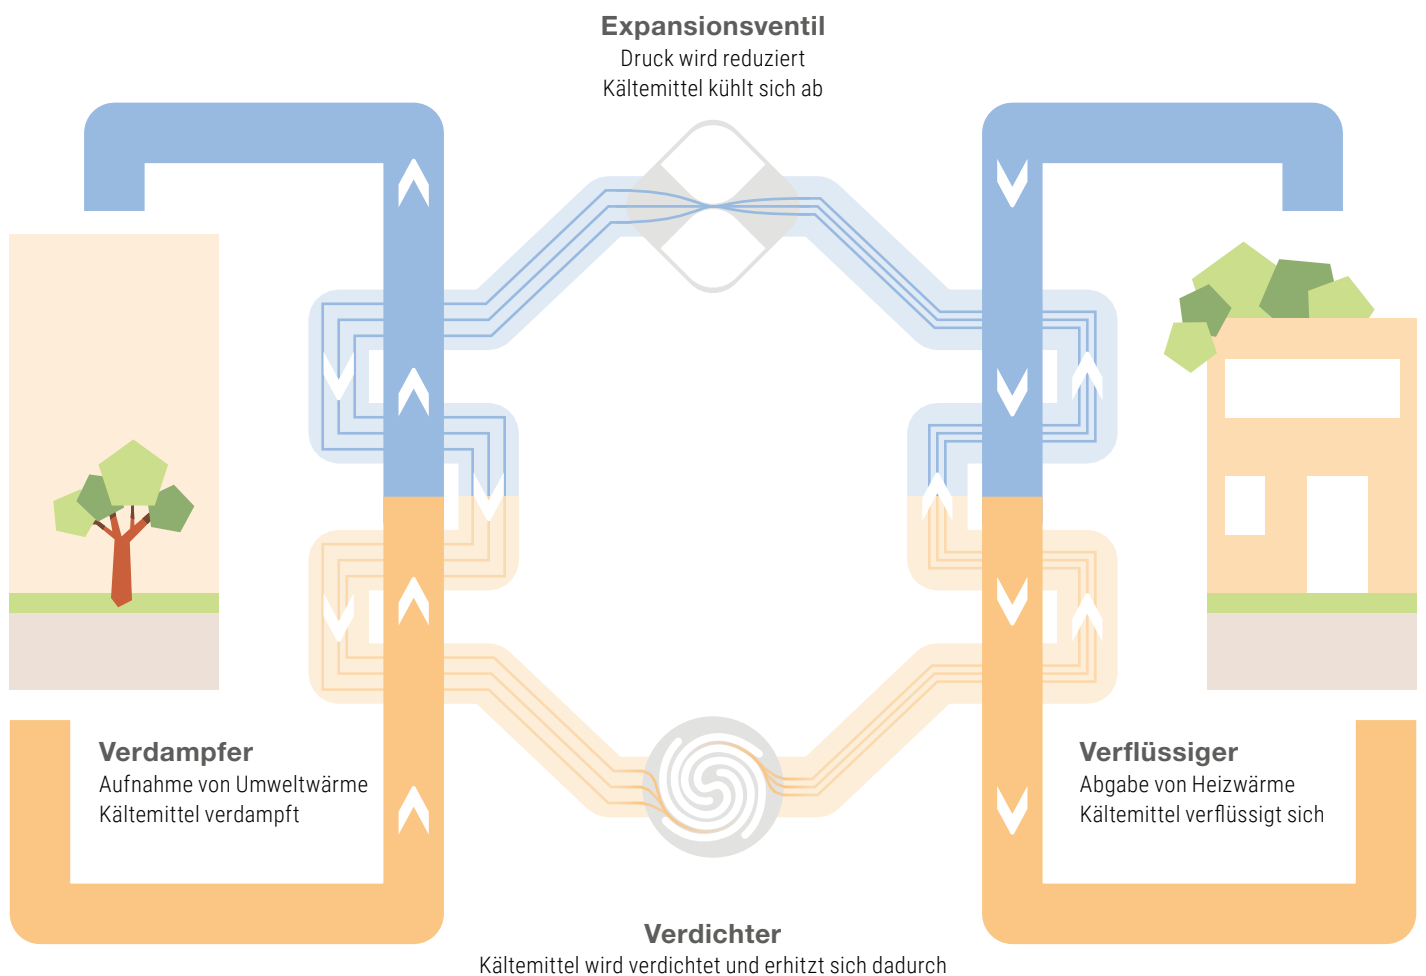 Expansionsventil
Druck wird reduziert
Kältemittel kühlt sich ab
Verdampfer
Aufnahme von Umweltwärme
Kältemittel verdampft
Verflüssiger
Abgabe von Heizwärme
Kältemittel verflüssigt sich
Verdichter
Kältemittel wird verdichtet und erhitzt sich dadurch